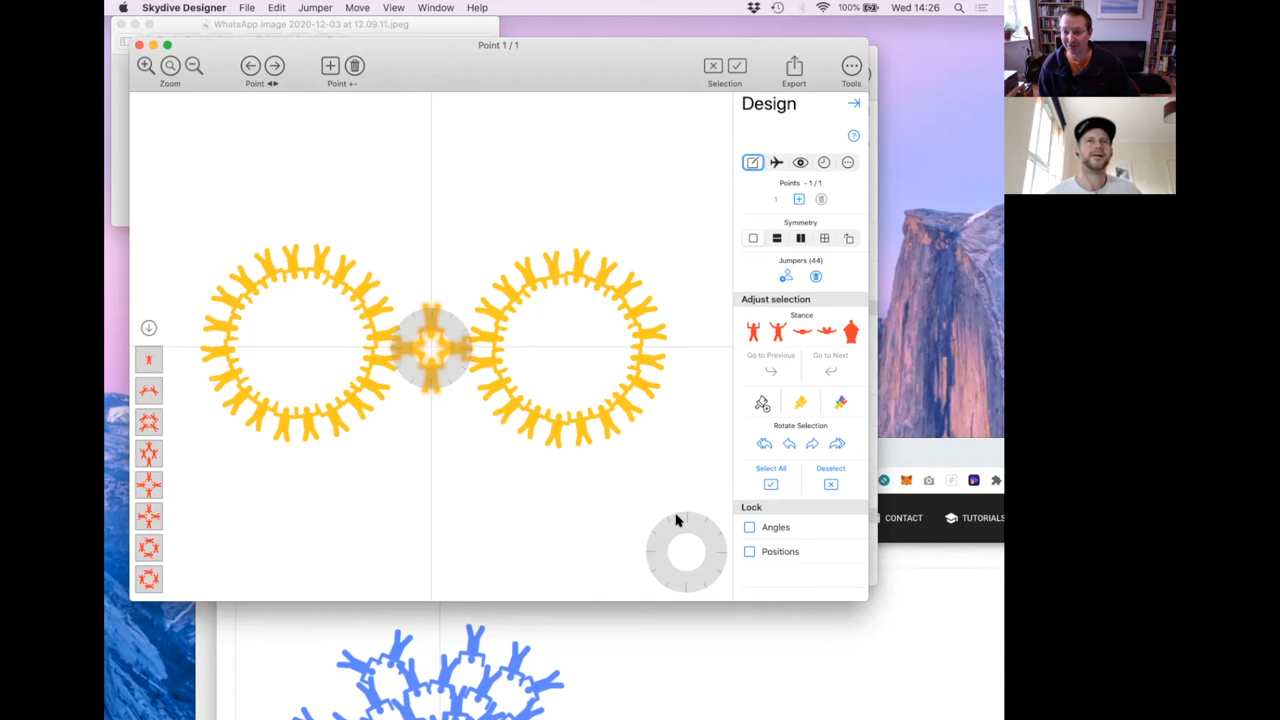 Skydive Designer File Edit Jumper Move View Window Help 100% Wed 14:26
WhatsApp Image 2020-12-03 at 12.09.11.jpeg
Point 1 / 1
Zoom
Point ◀▶
Point +-
Selection
Export
Tools
Design
Points - 1 / 1
1
Symmetry
Jumpers (44)
Adjust selection
Stance
Go to Previous
Go to Next
Rotate Selection
Select All
Deselect
Lock
Angles
Positions
CONTACT
TUTORIALS